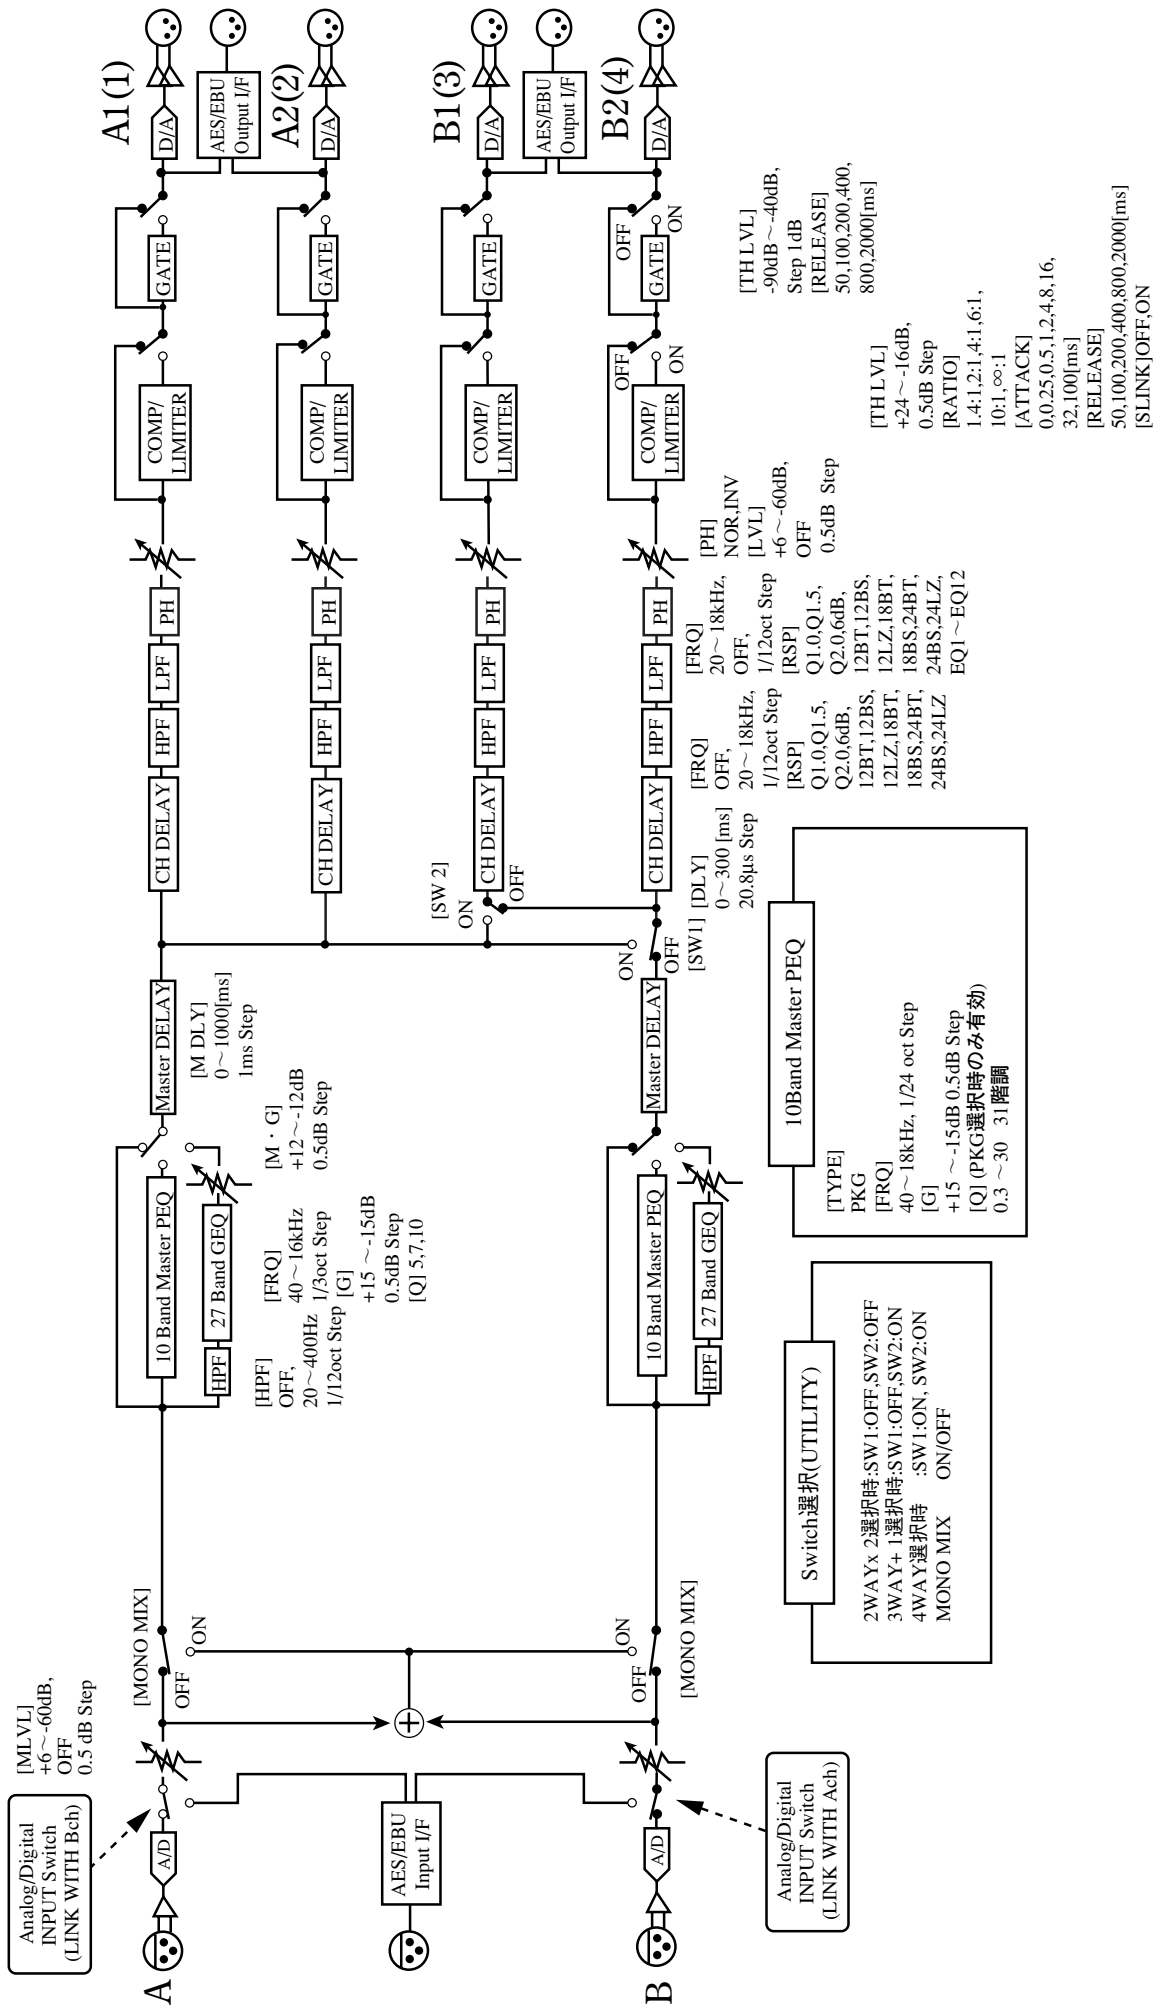 A
B
Analog/Digital
INPUT Switch
(LINK WITH Bch)
A/D
[MLVL]
+6～-60dB,
OFF
0.5 dB Step
[MONO MIX]
OFF
ON
AES/EBU
Input I/F
A/D
Analog/Digital
INPUT Switch
(LINK WITH Ach)
OFF
ON
[MONO MIX]
10 Band Master PEQ
HPF
27 Band GEQ
Master DELAY
[HPF]
OFF,
20～400Hz
1/12oct Step
[FRQ]
40～16kHz
1/3oct Step
[G]
+15 ～-15dB
0.5dB Step
[Q] 5,7,10
[M・G]
+12～-12dB
0.5dB Step
[M DLY]
0～1000[ms]
1ms Step
10 Band Master PEQ
HPF
27 Band GEQ
Master DELAY
ON
OFF
[SW1]
[SW 2]
ON
OFF
CH DELAY
HPF
LPF
PH
COMP/
LIMITER
GATE
D/A
A1(1)
AES/EBU
Output I/F
CH DELAY
HPF
LPF
PH
COMP/
LIMITER
GATE
D/A
A2(2)
CH DELAY
HPF
LPF
PH
COMP/
LIMITER
GATE
D/A
B1(3)
AES/EBU
Output I/F
CH DELAY
HPF
LPF
PH
COMP/
LIMITER
OFF
ON
GATE
OFF
ON
D/A
B2(4)
[DLY]
0～300 [ms]
20.8μs Step
[FRQ]
OFF,
20～18kHz,
1/12oct Step
[RSP]
Q1.0,Q1.5,
Q2.0,6dB,
12BT,12BS,
12LZ,18BT,
18BS,24BT,
24BS,24LZ
[FRQ]
20～18kHz,
OFF,
1/12oct Step
[RSP]
Q1.0,Q1.5,
Q2.0,6dB,
12BT,12BS,
12LZ,18BT,
18BS,24BT,
24BS,24LZ,
EQ1～EQ12
[PH]
NOR,INV
[LVL]
+6～-60dB,
OFF
0.5dB Step
[TH LVL]
+24～-16dB,
0.5dB Step
[RATIO]
1.4:1,2:1,4:1,6:1,
10:1,∞:1
[ATTACK]
0,0.25,0.5,1,2,4,8,16,
32,100[ms]
[RELEASE]
50,100,200,400,800,2000[ms]
[SLINK]OFF,ON
[TH LVL]
-90dB～-40dB,
Step 1dB
[RELEASE]
50,100,200,400,
800,2000[ms]
Switch選択(UTILITY)
2WAYx 2選択時:SW1:OFF,SW2:OFF
3WAY+ 1選択時:SW1:OFF,SW2:ON
4WAY選択時 :SW1:ON, SW2:ON
MONO MIX ON/OFF
10Band Master PEQ
[TYPE]
PKG
[FRQ]
40～18kHz, 1/24 oct Step
[G]
+15 ～-15dB 0.5dB Step
[Q] (PKG選択時のみ有効)
0.3 ～30 31階調